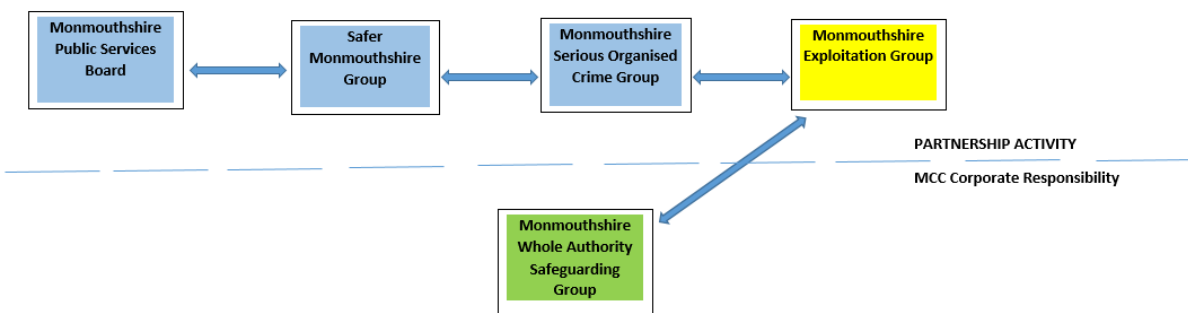 Monmouthshire
Public Services
Board
Safer
Monmouthshire
Group
Monmouthshire
Serious Organised
Crime Group
Monmouthshire
Exploitation Group
PARTNERSHIP ACTIVITY
MCC Corporate Responsibility
Monmouthshire
Whole Authority
Safeguarding
Group